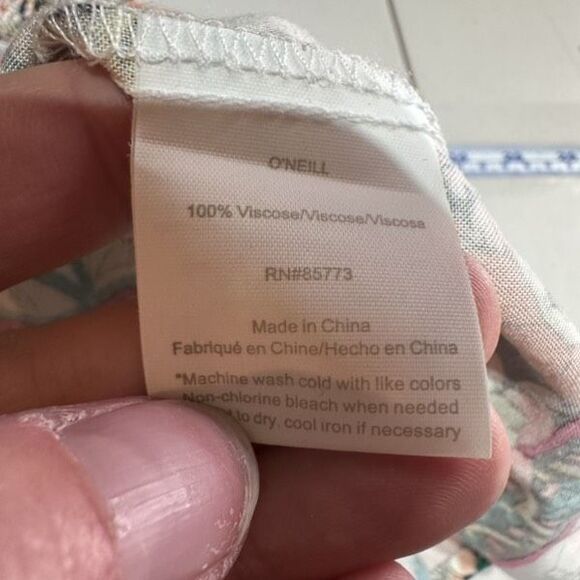 O'NEILL
100% Viscose/Viscose/Viscosa
RN#85773
Made in China
Fabriqué en Chine/Hecho en China
*Machine wash cold with like colors
Non-chlorine bleach when needed
to dry, cool iron if necessary